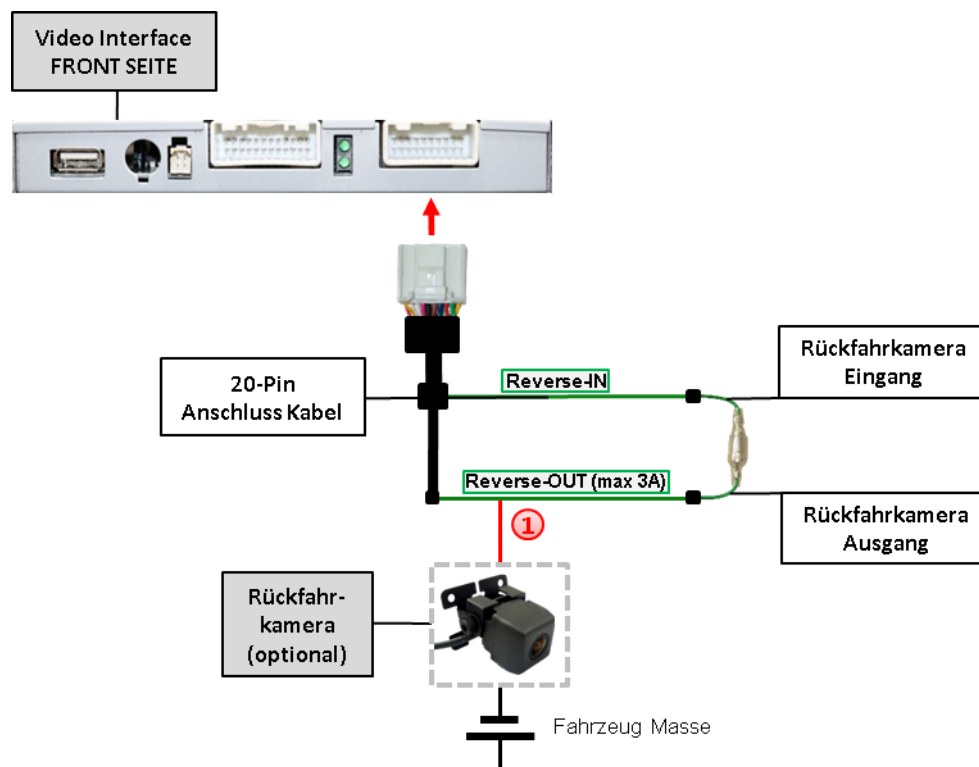 Video Interface
FRONT SEITE
Rückfahrkamera
Eingang
Reverse-IN
20-Pin
Anschluss Kabel
Reverse-OUT (max 3A)
Rückfahrkamera
Ausgang
1
Rückfahr-
kamera
(optional)
Fahrzeug Masse